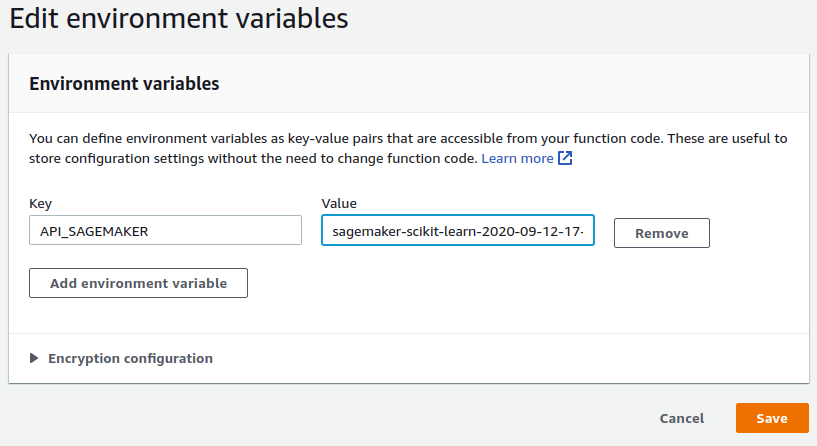 Edit environment variables
Environment variables
You can define environment variables as key-value pairs that are accessible from your function code. These are useful to
store configuration settings without the need to change function code. Learn more
Key
Value
API_SAGEMAKER
sagemaker-scikit-learn-2020-09-12-17-
Remove
Add environment variable
Encryption configuration
Cancel
Save